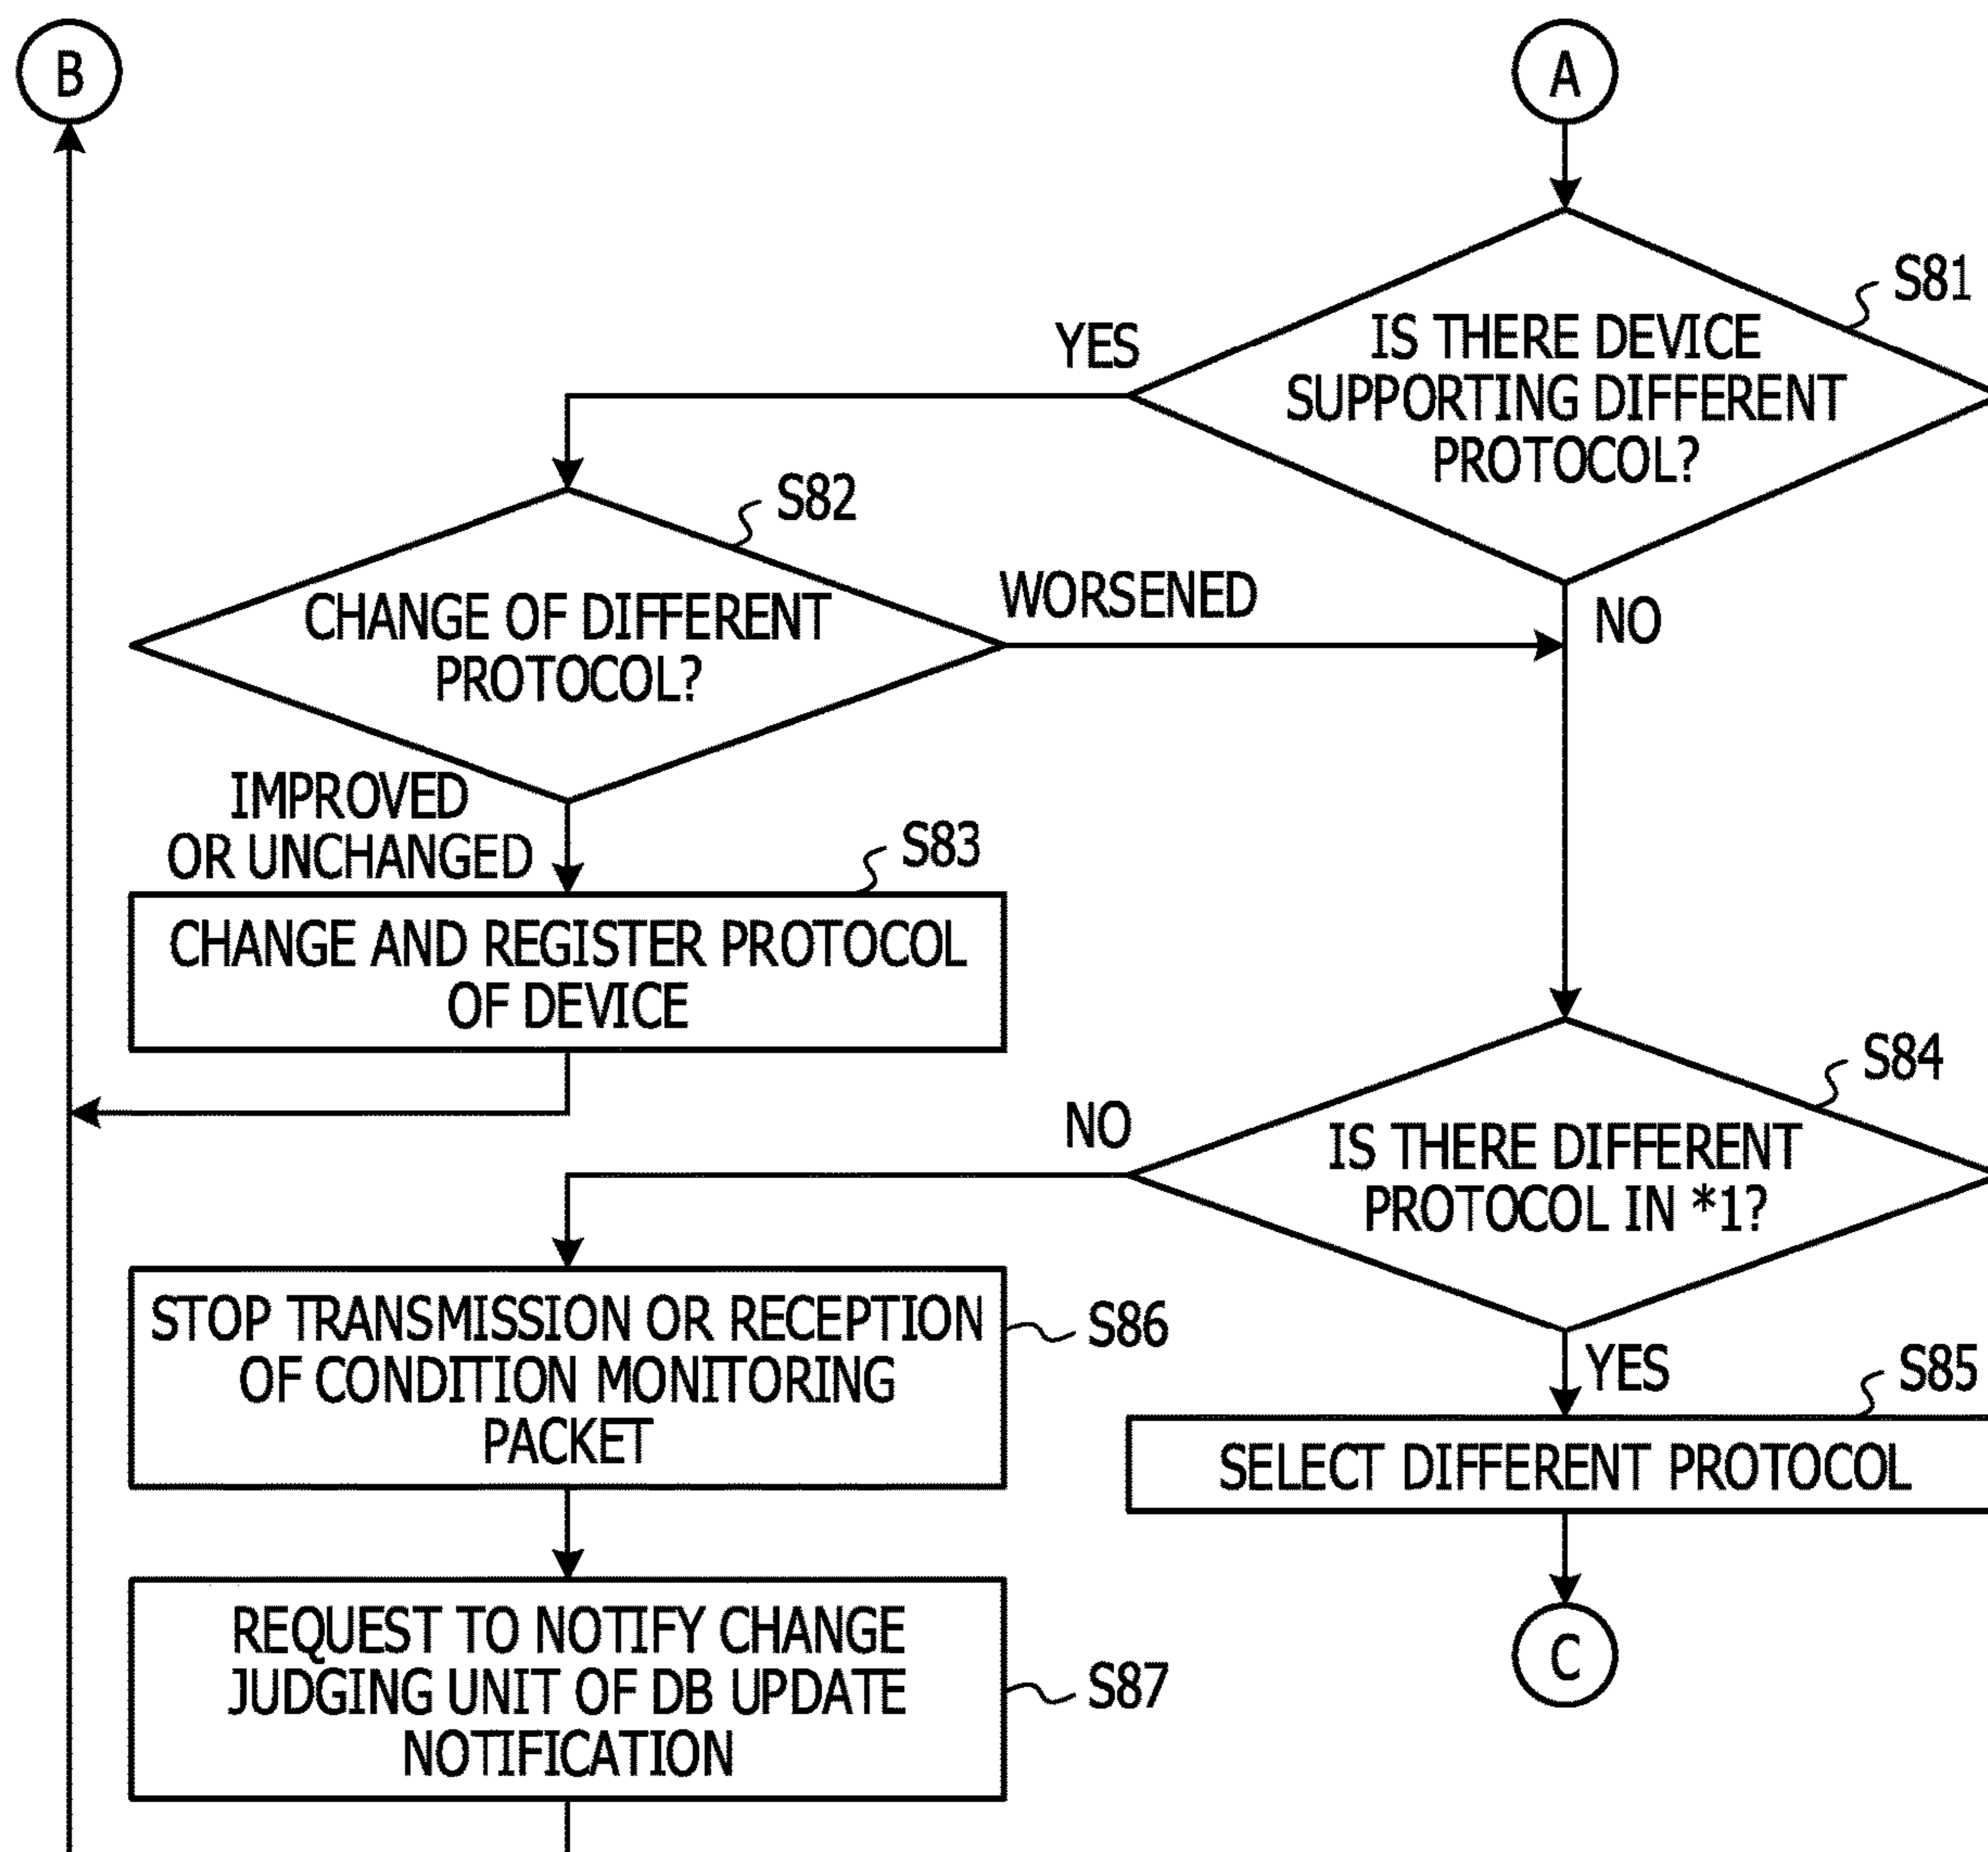 B
A
S81
YES
IS THERE DEVICE
SUPPORTING DIFFERENT
PROTOCOL?
S82
CHANGE OF DIFFERENT
PROTOCOL?
WORSENED
NO
IMPROVED
OR UNCHANGED
S83
CHANGE AND REGISTER PROTOCOL
OF DEVICE
S84
NO
IS THERE DIFFERENT
PROTOCOL IN *1?
STOP TRANSMISSION OR RECEPTION
OF CONDITION MONITORING
PACKET
S86
YES
S85
SELECT DIFFERENT PROTOCOL
REQUEST TO NOTIFY CHANGE
JUDGING UNIT OF DB UPDATE
NOTIFICATION
S87
C